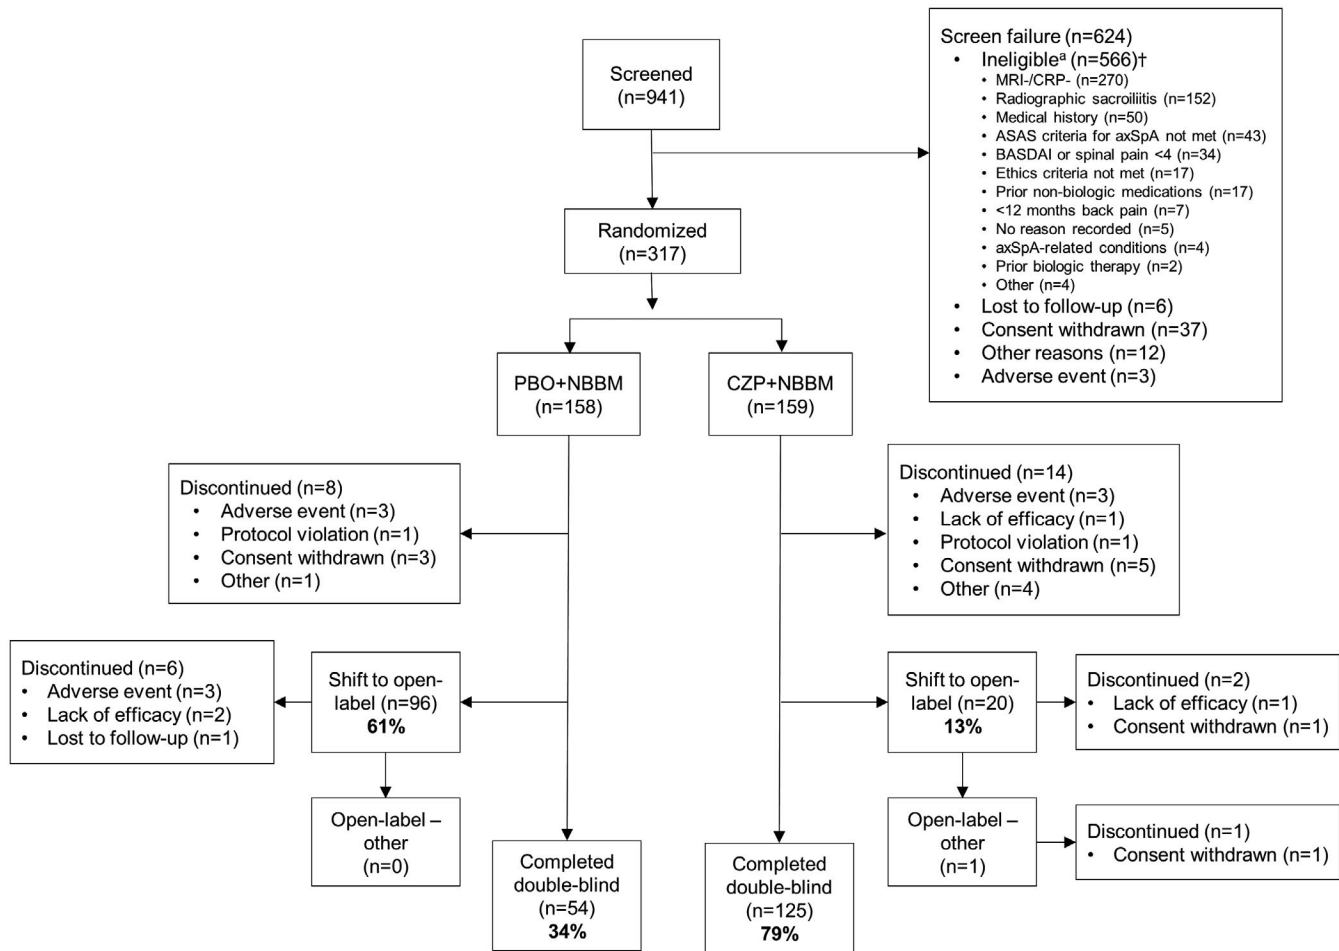 Screened
(n=941)
Screen failure (n=624)
• Ineligibleª (n=566)†
• MRI-/CRP- (n=270)
• Radiographic sacroiliitis (n=152)
• Medical history (n=50)
• ASAS criteria for axSpA not met (n=43)
• BASDAI or spinal pain <4 (n=34)
• Ethics criteria not met (n=17)
• Prior non-biologic medications (n=17)
• <12 months back pain (n=7)
• No reason recorded (n=5)
• axSpA-related conditions (n=4)
• Prior biologic therapy (n=2)
• Other (n=4)
• Lost to follow-up (n=6)
• Consent withdrawn (n=37)
• Other reasons (n=12)
• Adverse event (n=3)
Randomized
(n=317)
PBO+NBBM
(n=158)
CZP+NBBM
(n=159)
Discontinued (n=8)
• Adverse event (n=3)
• Protocol violation (n=1)
• Consent withdrawn (n=3)
• Other (n=1)
Discontinued (n=14)
• Adverse event (n=3)
• Lack of efficacy (n=1)
• Protocol violation (n=1)
• Consent withdrawn (n=5)
• Other (n=4)
Discontinued (n=6)
• Adverse event (n=3)
• Lack of efficacy (n=2)
• Lost to follow-up (n=1)
Shift to open-
label (n=96)
61%
Shift to open-
label (n=20)
13%
Discontinued (n=2)
• Lack of efficacy (n=1)
• Consent withdrawn (n=1)
Open-label –
other
(n=0)
Completed
double-blind
(n=54)
34%
Completed
double-blind
(n=125)
79%
Open-label –
other
(n=1)
Discontinued (n=1)
• Consent withdrawn (n=1)